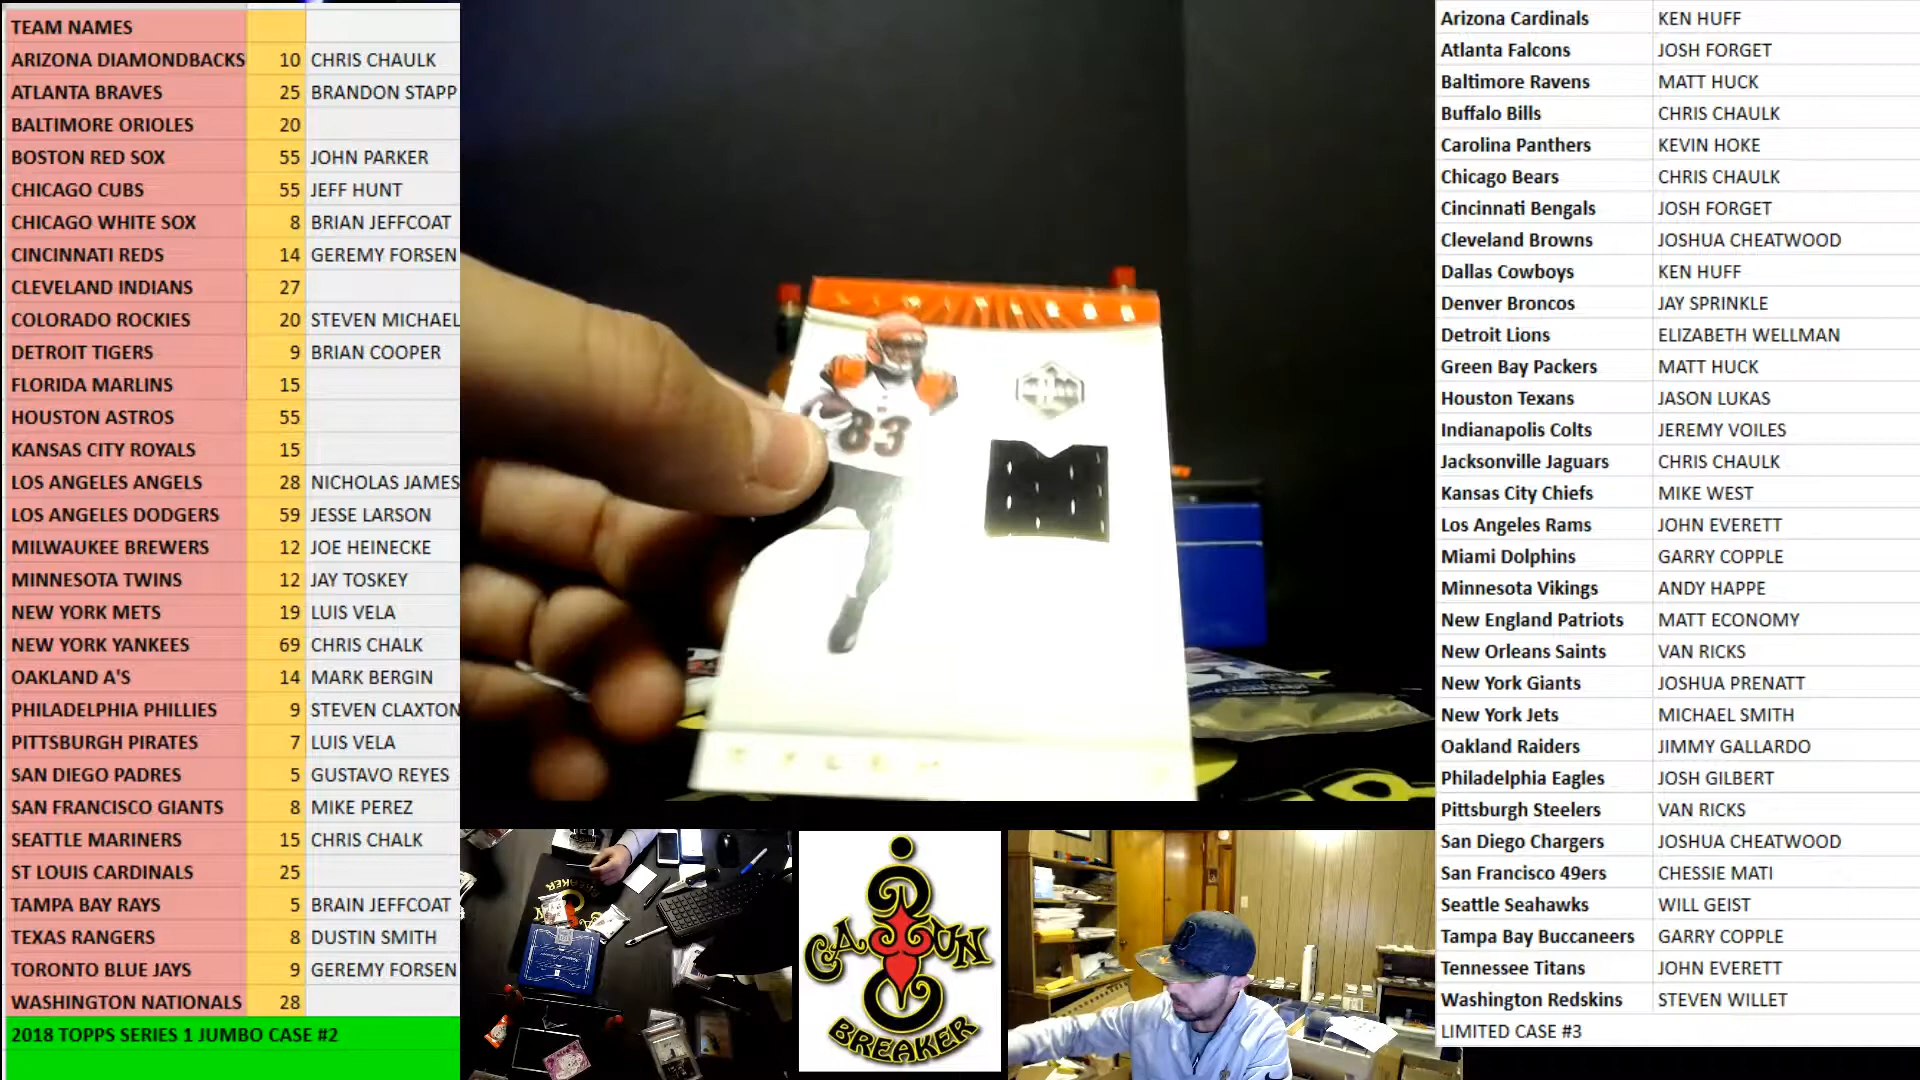 TEAM NAMES
ARIZONA DIAMONDBACKS 10 CHRIS CHAULK
ATLANTA BRAVES 25 BRANDON STAPP
BALTIMORE ORIOLES 20
BOSTON RED SOX 55 JOHN PARKER
CHICAGO CUBS 55 JEFF HUNT
CHICAGO WHITE SOX 8 BRIAN JEFFCOAT
CINCINNATI REDS 14 GEREMY FORSEN
CLEVELAND INDIANS 27
COLORADO ROCKIES 20 STEVEN MICHAEL
DETROIT TIGERS 9 BRIAN COOPER
FLORIDA MARLINS 15
HOUSTON ASTROS 55
KANSAS CITY ROYALS 15
LOS ANGELES ANGELS 28 NICHOLAS JAMES
LOS ANGELES DODGERS 59 JESSE LARSON
MILWAUKEE BREWERS 12 JOE HEINECKE
MINNESOTA TWINS 12 JAY TOSKEY
NEW YORK METS 19 LUIS VELA
NEW YORK YANKEES 69 CHRIS CHALK
OAKLAND A'S 14 MARK BERGIN
PHILADELPHIA PHILLIES 9 STEVEN CLAXTON
PITTSBURGH PIRATES 7 LUIS VELA
SAN DIEGO PADRES 5 GUSTAVO REYES
SAN FRANCISCO GIANTS 8 MIKE PEREZ
SEATTLE MARINERS 15 CHRIS CHALK
ST LOUIS CARDINALS 25
TAMPA BAY RAYS 5 BRAIN JEFFCOAT
TEXAS RANGERS 8 DUSTIN SMITH
TORONTO BLUE JAYS 9 GEREMY FORSEN
WASHINGTON NATIONALS 28
2018 TOPPS SERIES 1 JUMBO CASE #2
83
CAJUN
BREAKER
Arizona Cardinals KEN HUFF
Atlanta Falcons JOSH FORGET
Baltimore Ravens MATT HUCK
Buffalo Bills CHRIS CHAULK
Carolina Panthers KEVIN HOKE
Chicago Bears CHRIS CHAULK
Cincinnati Bengals JOSH FORGET
Cleveland Browns JOSHUA CHEATWOOD
Dallas Cowboys KEN HUFF
Denver Broncos JAY SPRINKLE
Detroit Lions ELIZABETH WELLMAN
Green Bay Packers MATT HUCK
Houston Texans JASON LUKAS
Indianapolis Colts JEREMY VOILES
Jacksonville Jaguars CHRIS CHAULK
Kansas City Chiefs MIKE WEST
Los Angeles Rams JOHN EVERETT
Miami Dolphins GARRY COPPLE
Minnesota Vikings ANDY HAPPE
New England Patriots MATT ECONOMY
New Orleans Saints VAN RICKS
New York Giants JOSHUA PRENATT
New York Jets MICHAEL SMITH
Oakland Raiders JIMMY GALLARDO
Philadelphia Eagles JOSH GILBERT
Pittsburgh Steelers VAN RICKS
San Diego Chargers JOSHUA CHEATWOOD
San Francisco 49ers CHESSIE MATI
Seattle Seahawks WILL GEIST
Tampa Bay Buccaneers GARRY COPPLE
Tennessee Titans JOHN EVERETT
Washington Redskins STEVEN WILLET
LIMITED CASE #3